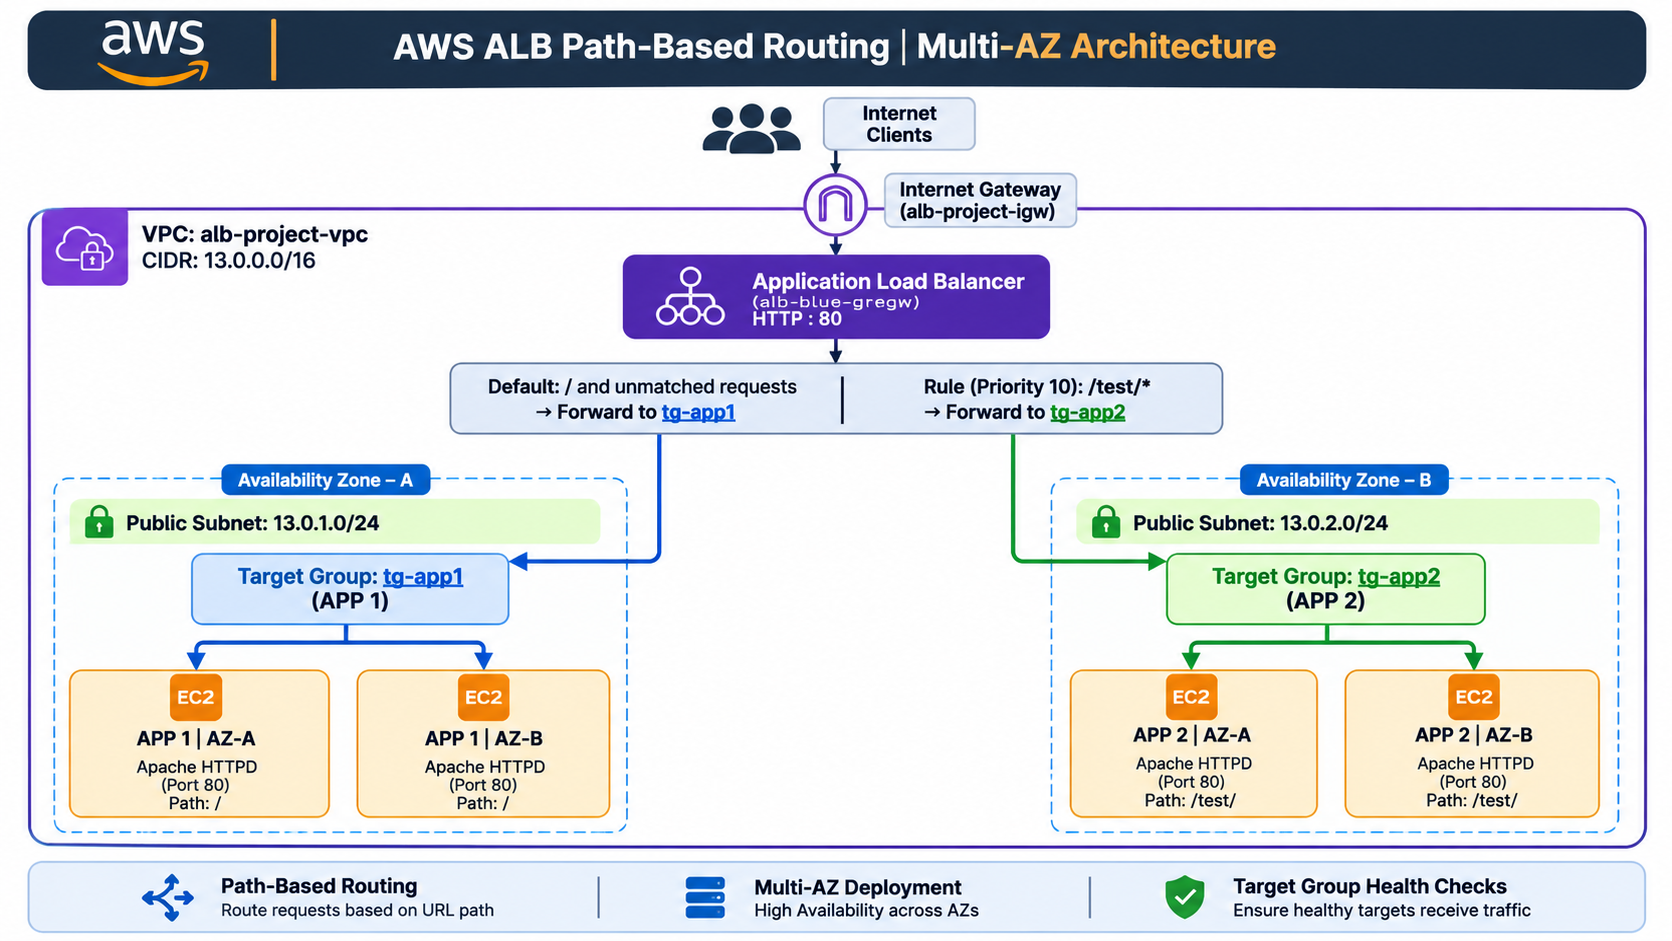 aws
AWS ALB Path-Based Routing | Multi-AZ Architecture
Internet
Clients
Internet Gateway
(alb-project-igw)
VPC: alb-project-vpc
CIDR: 13.0.0.0/16
Application Load Balancer
(alb-blue-gregw)
HTTP : 80
Default: / and unmatched requests
→ Forward to tg-app1
Rule (Priority 10): /test/*
→ Forward to tg-app2
Availability Zone – A
Public Subnet: 13.0.1.0/24
Target Group: tg-app1
(APP 1)
EC2
APP 1 | AZ-A
Apache HTTPD
(Port 80)
Path: /
EC2
APP 1 | AZ-B
Apache HTTPD
(Port 80)
Path: /
Availability Zone – B
Public Subnet: 13.0.2.0/24
Target Group: tg-app2
(APP 2)
EC2
APP 2 | AZ-A
Apache HTTPD
(Port 80)
Path: /test/
EC2
APP 2 | AZ-B
Apache HTTPD
(Port 80)
Path: /test/
Path-Based Routing
Route requests based on URL path
Multi-AZ Deployment
High Availability across AZs
Target Group Health Checks
Ensure healthy targets receive traffic